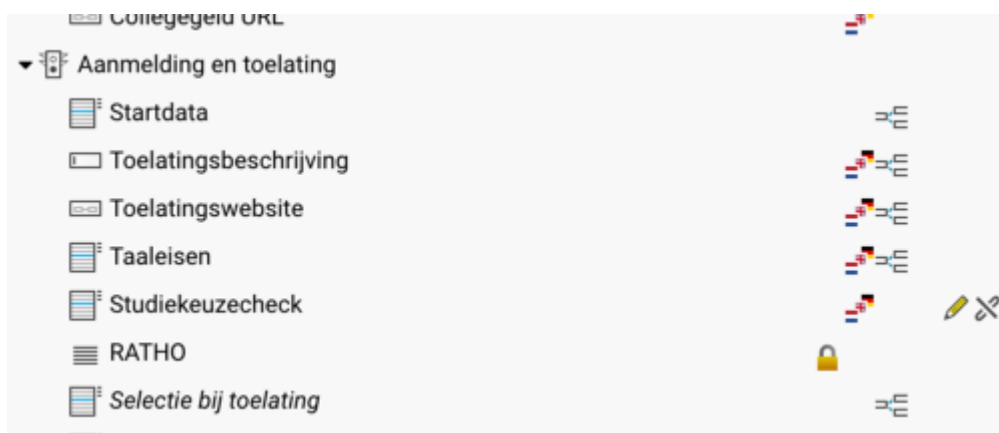 Collegegeld URL
Aanmelding en toelating
Startdata
Toelatingsbeschrijving
Toelatingswebsite
Taaleisen
Studiekeuzecheck
RATHO
Selectie bij toelating